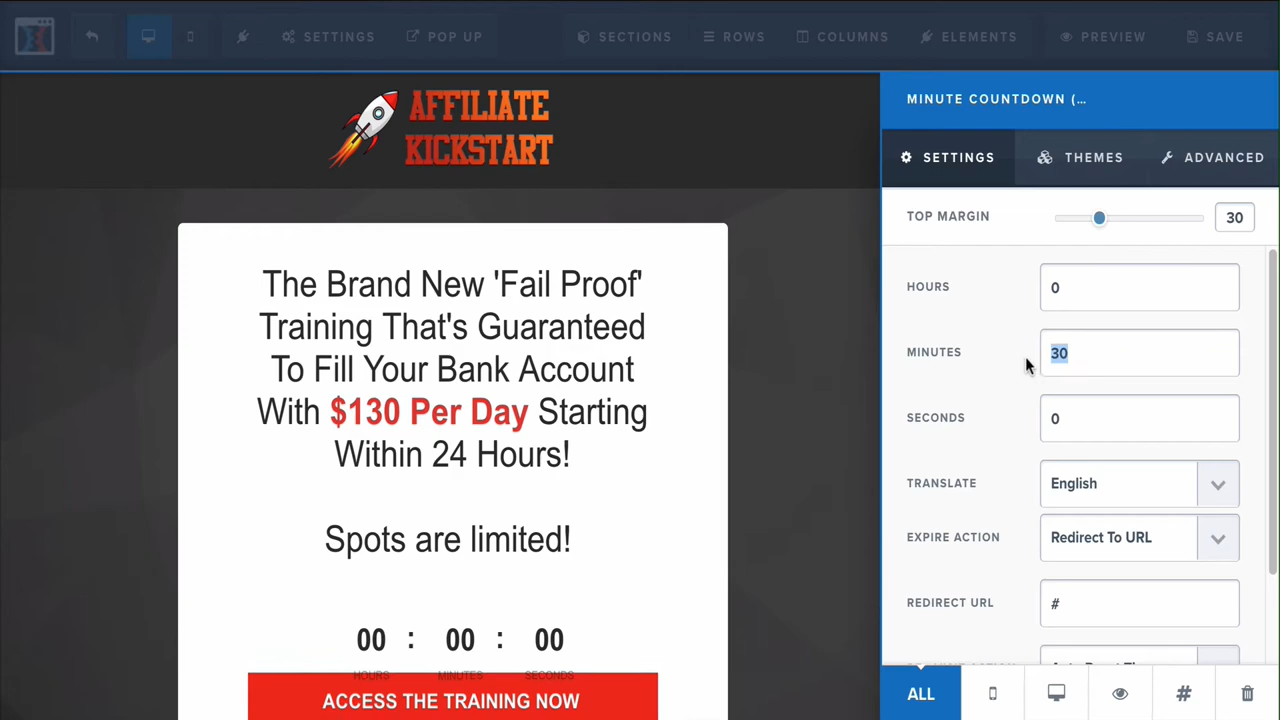 SETTINGS
POP UP
SECTIONS
ROWS
COLUMNS
ELEMENTS
PREVIEW
SAVE
AFFILIATE
KICKSTART
The Brand New 'Fail Proof'
Training That's Guaranteed
To Fill Your Bank Account
With $130 Per Day Starting
Within 24 Hours!
Spots are limited!
00 : 00 : 00
HOURS MINUTES SECONDS
ACCESS THE TRAINING NOW
MINUTE COUNTDOWN (…
SETTINGS
THEMES
ADVANCED
TOP MARGIN 30
HOURS 0
MINUTES 30
SECONDS 0
TRANSLATE English
EXPIRE ACTION Redirect To URL
REDIRECT URL #
ALL
#